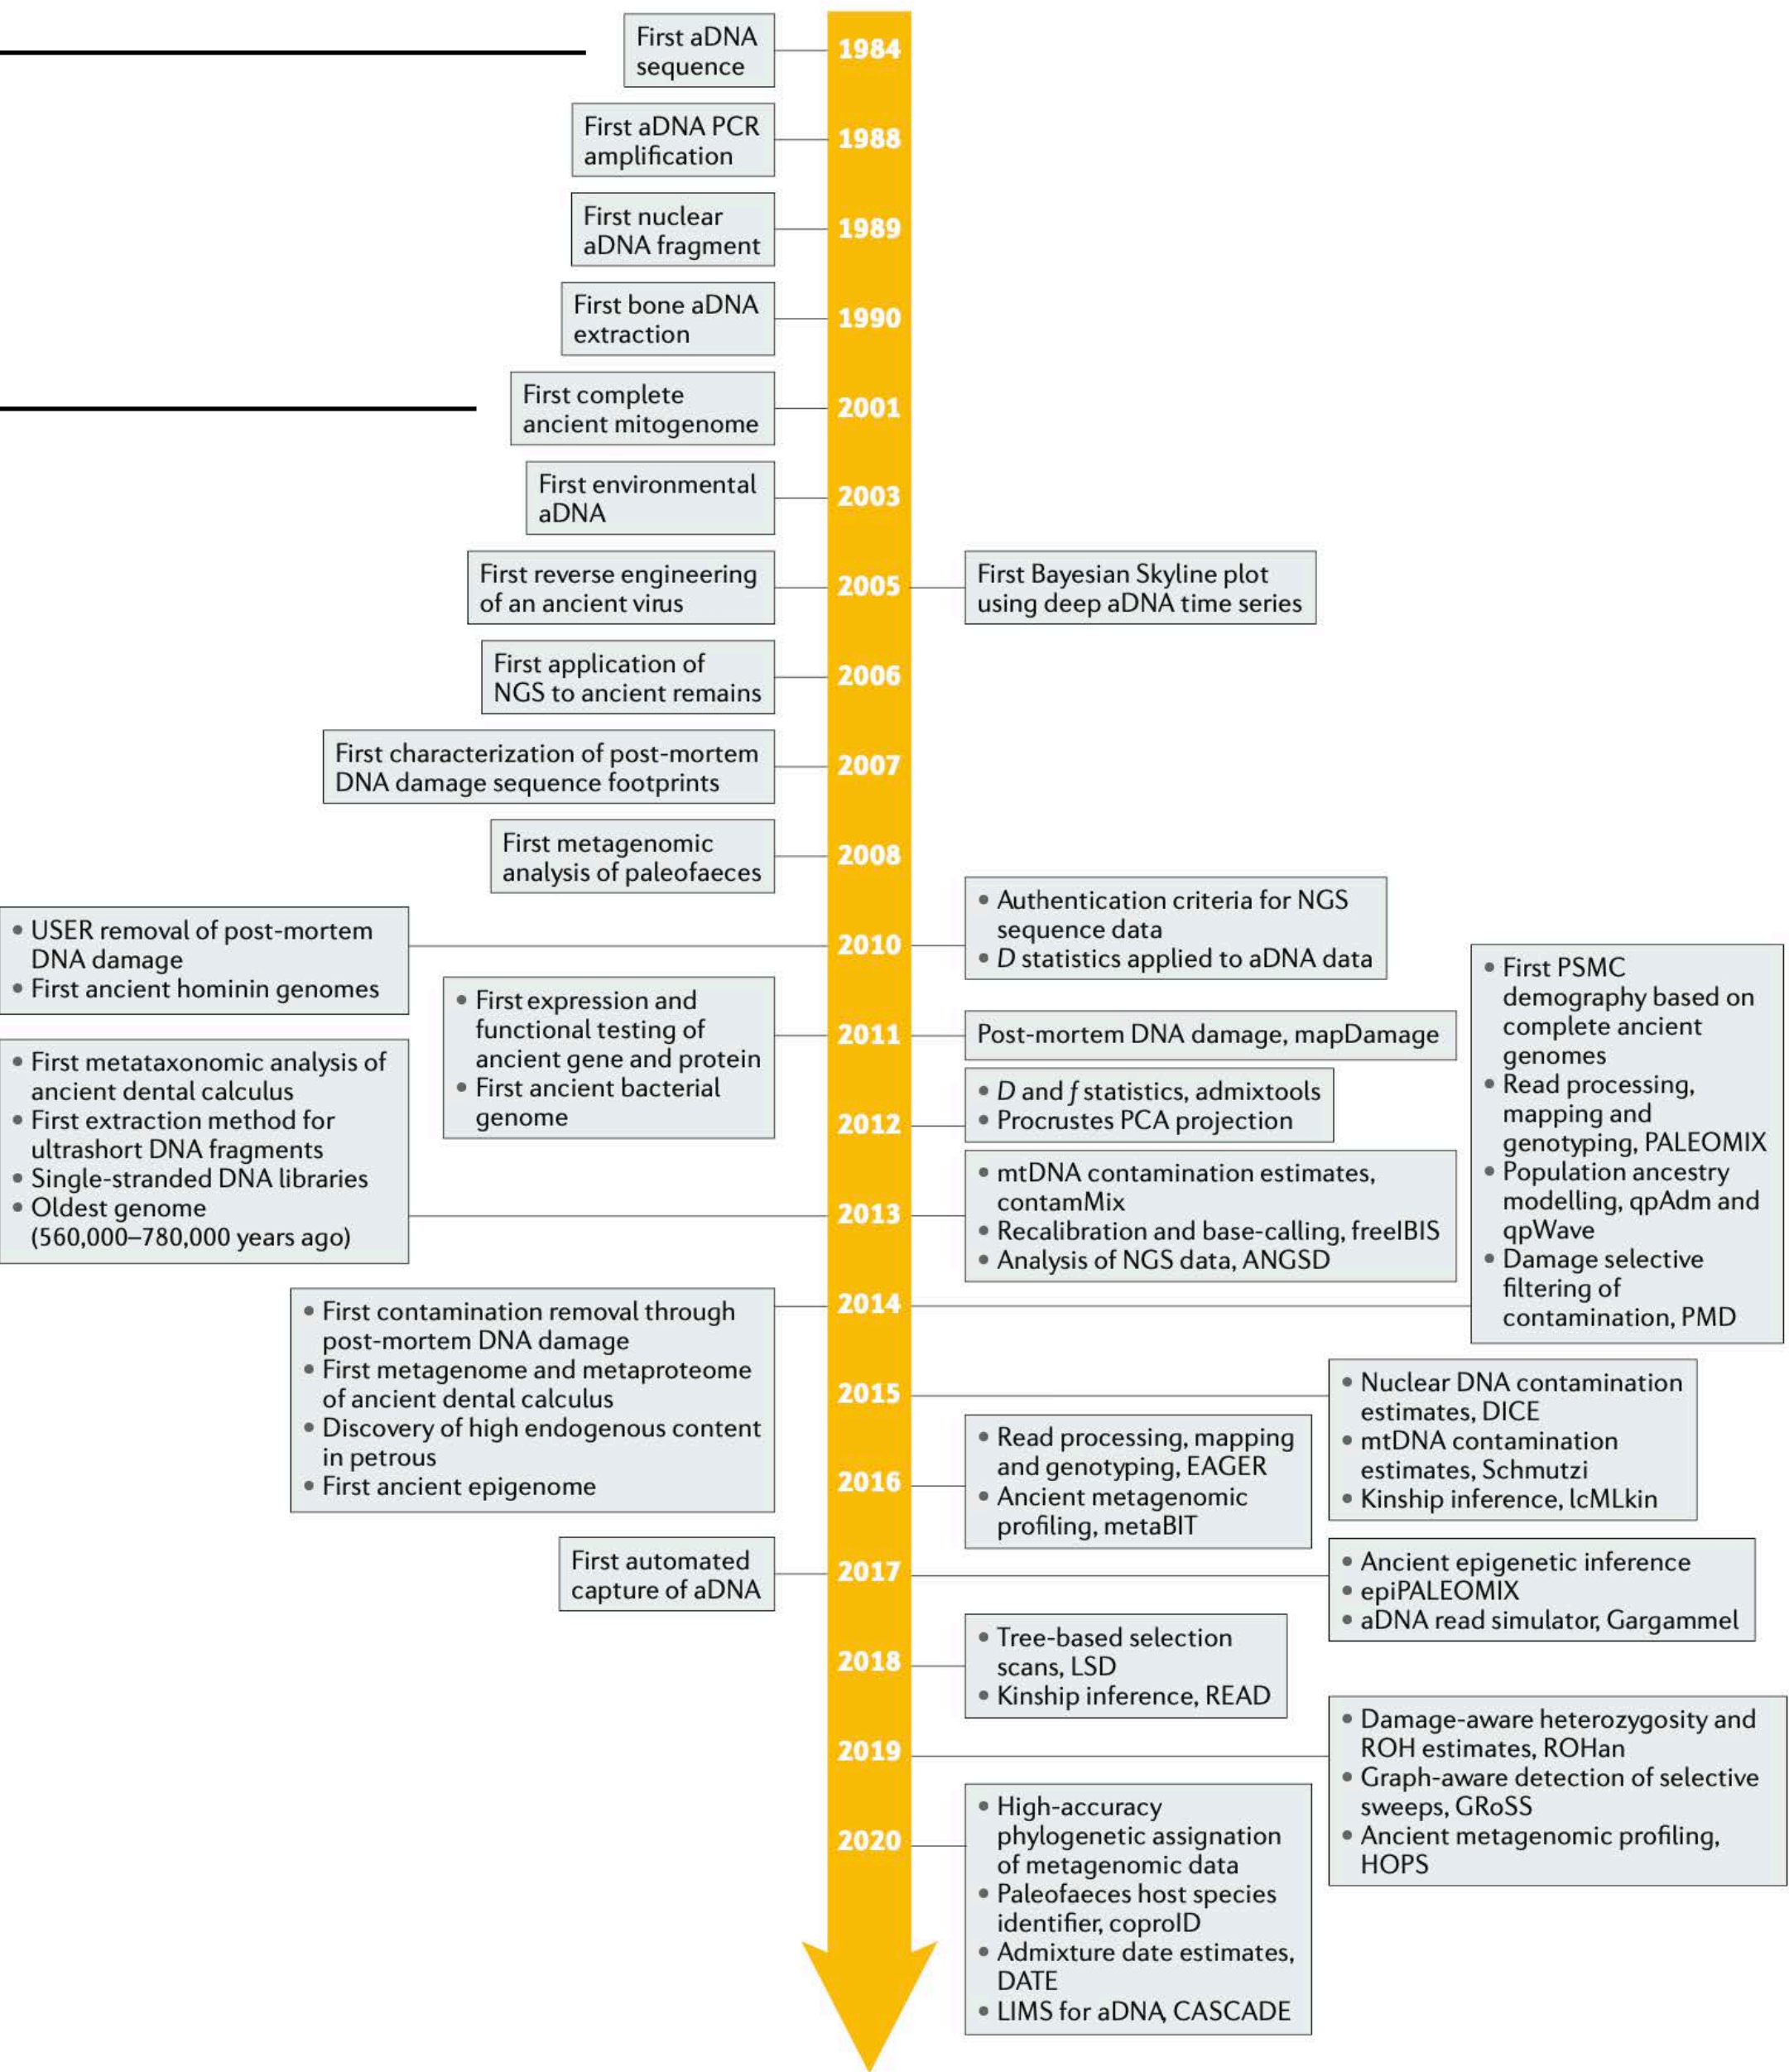 First aDNA
sequence
1984
First aDNA PCR
amplification
1988
First nuclear
aDNA fragment
1989
First bone aDNA
extraction
1990
First complete
ancient mitogenome
2001
First environmental
aDNA
2003
First reverse engineering
of an ancient virus
2005
First Bayesian Skyline plot
using deep aDNA time series
First application of
NGS to ancient remains
2006
First characterization of post-mortem
DNA damage sequence footprints
2007
First metagenomic
analysis of paleofaeces
2008
• USER removal of post-mortem
DNA damage
• First ancient hominin genomes
2010
• Authentication criteria for NGS
sequence data
• D statistics applied to aDNA data
• First expression and
functional testing of
ancient gene and protein
• First ancient bacterial
genome
2011
Post-mortem DNA damage, mapDamage
2012
• D and f statistics, admixtools
• Procrustes PCA projection
• First metataxonomic analysis of
ancient dental calculus
• First extraction method for
ultrashort DNA fragments
• Single-stranded DNA libraries
• Oldest genome
(560,000–780,000 years ago)
2013
• mtDNA contamination estimates,
contamMix
• Recalibration and base-calling, freeIBIS
• Analysis of NGS data, ANGSD
• First contamination removal through
post-mortem DNA damage
• First metagenome and metaproteome
of ancient dental calculus
• Discovery of high endogenous content
in petrous
• First ancient epigenome
2014
• First PSMC
demography based on
complete ancient
genomes
• Read processing,
mapping and
genotyping, PALEOMIX
• Population ancestry
modelling, qpAdm and
qpWave
• Damage selective
filtering of
contamination, PMD
2015
• Nuclear DNA contamination
estimates, DICE
• mtDNA contamination
estimates, Schmutzi
• Kinship inference, lcMLkin
2016
• Read processing, mapping
and genotyping, EAGER
• Ancient metagenomic
profiling, metaBIT
First automated
capture of aDNA
2017
• Ancient epigenetic inference
• epiPALEOMIX
• aDNA read simulator, Gargammel
2018
• Tree-based selection
scans, LSD
• Kinship inference, READ
2019
• Damage-aware heterozygosity and
ROH estimates, ROHan
• Graph-aware detection of selective
sweeps, GRoSS
• Ancient metagenomic profiling,
HOPS
2020
• High-accuracy
phylogenetic assignation
of metagenomic data
• Paleofaeces host species
identifier, coproID
• Admixture date estimates,
DATE
• LIMS for aDNA, CASCADE